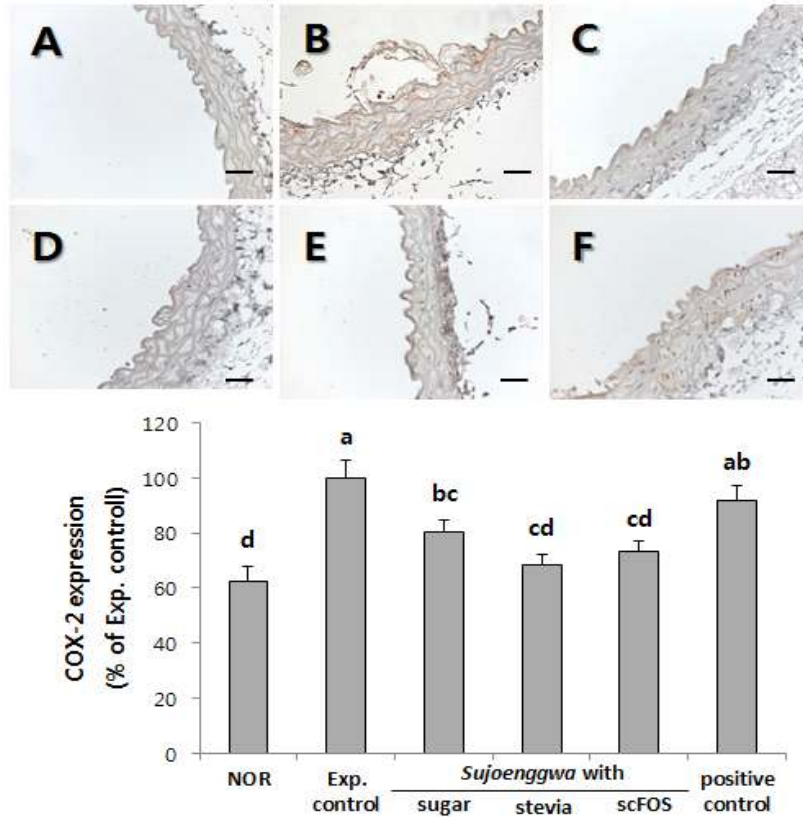 A B C
D E F
120
100
80
60
40
20
0
COX-2 expression
(% of Exp. controll)
a
ab
bc
cd
cd
d
NOR
Exp.
control
Sujoenggwa with
sugar
stevia
scFOS
positive
control